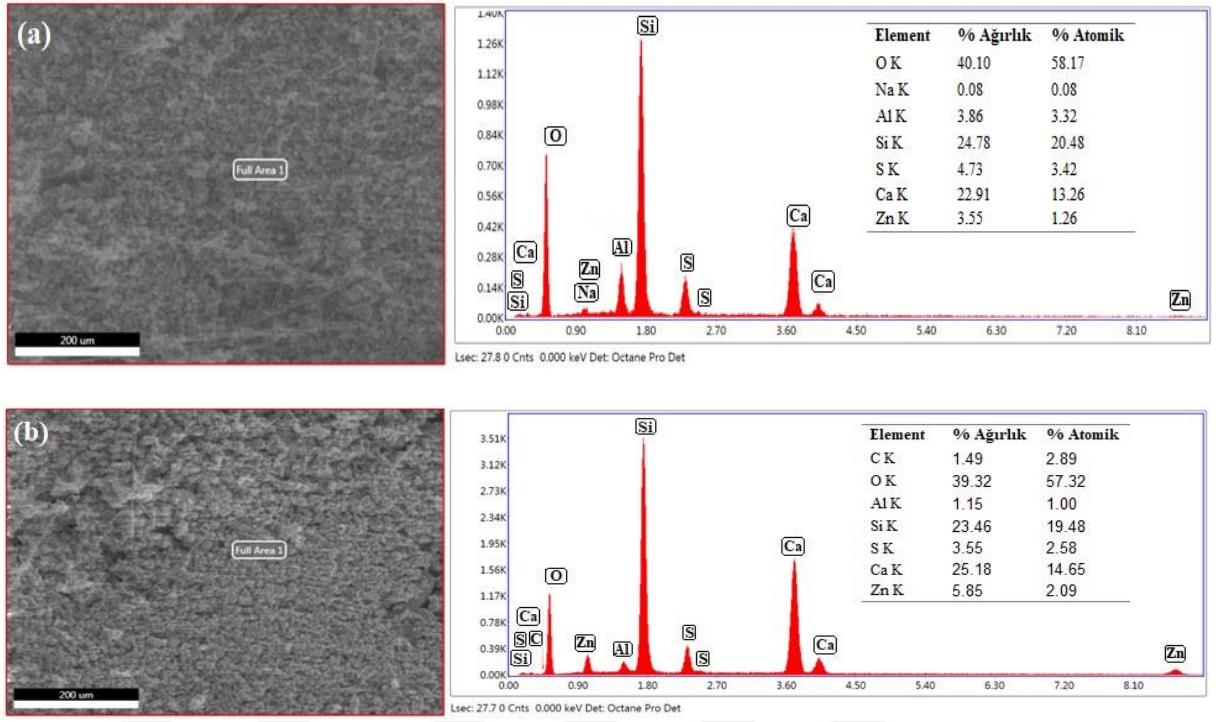 (a)
Full Area 1
200 um
1.40K
1.26K
1.12K
0.98K
0.84K
0.70K
0.56K
0.42K
0.28K
0.14K
0.00K
0.00 0.90 1.80 2.70 3.60 4.50 5.40 6.30 7.20 8.10
Si
O
Ca
S
Si
Zn
Na
Al
S
S
Ca
Ca
Zn
Element % Ağırlık % Atomik
O K 40.10 58.17
Na K 0.08 0.08
Al K 3.86 3.32
Si K 24.78 20.48
S K 4.73 3.42
Ca K 22.91 13.26
Zn K 3.55 1.26
Lsec: 27.8 0 Cnts 0.000 keV Det: Octane Pro Det
(b)
Full Area 1
200 um
3.51K
3.12K
2.73K
2.34K
1.95K
1.56K
1.17K
0.78K
0.39K
0.00K
0.00 0.90 1.80 2.70 3.60 4.50 5.40 6.30 7.20 8.10
Si
O
Ca
S C
Si
Zn
Al
S
S
Ca
Ca
Zn
Element % Ağırlık % Atomik
C K 1.49 2.89
O K 39.32 57.32
Al K 1.15 1.00
Si K 23.46 19.48
S K 3.55 2.58
Ca K 25.18 14.65
Zn K 5.85 2.09
Lsec: 27.7 0 Cnts 0.000 keV Det: Octane Pro Det